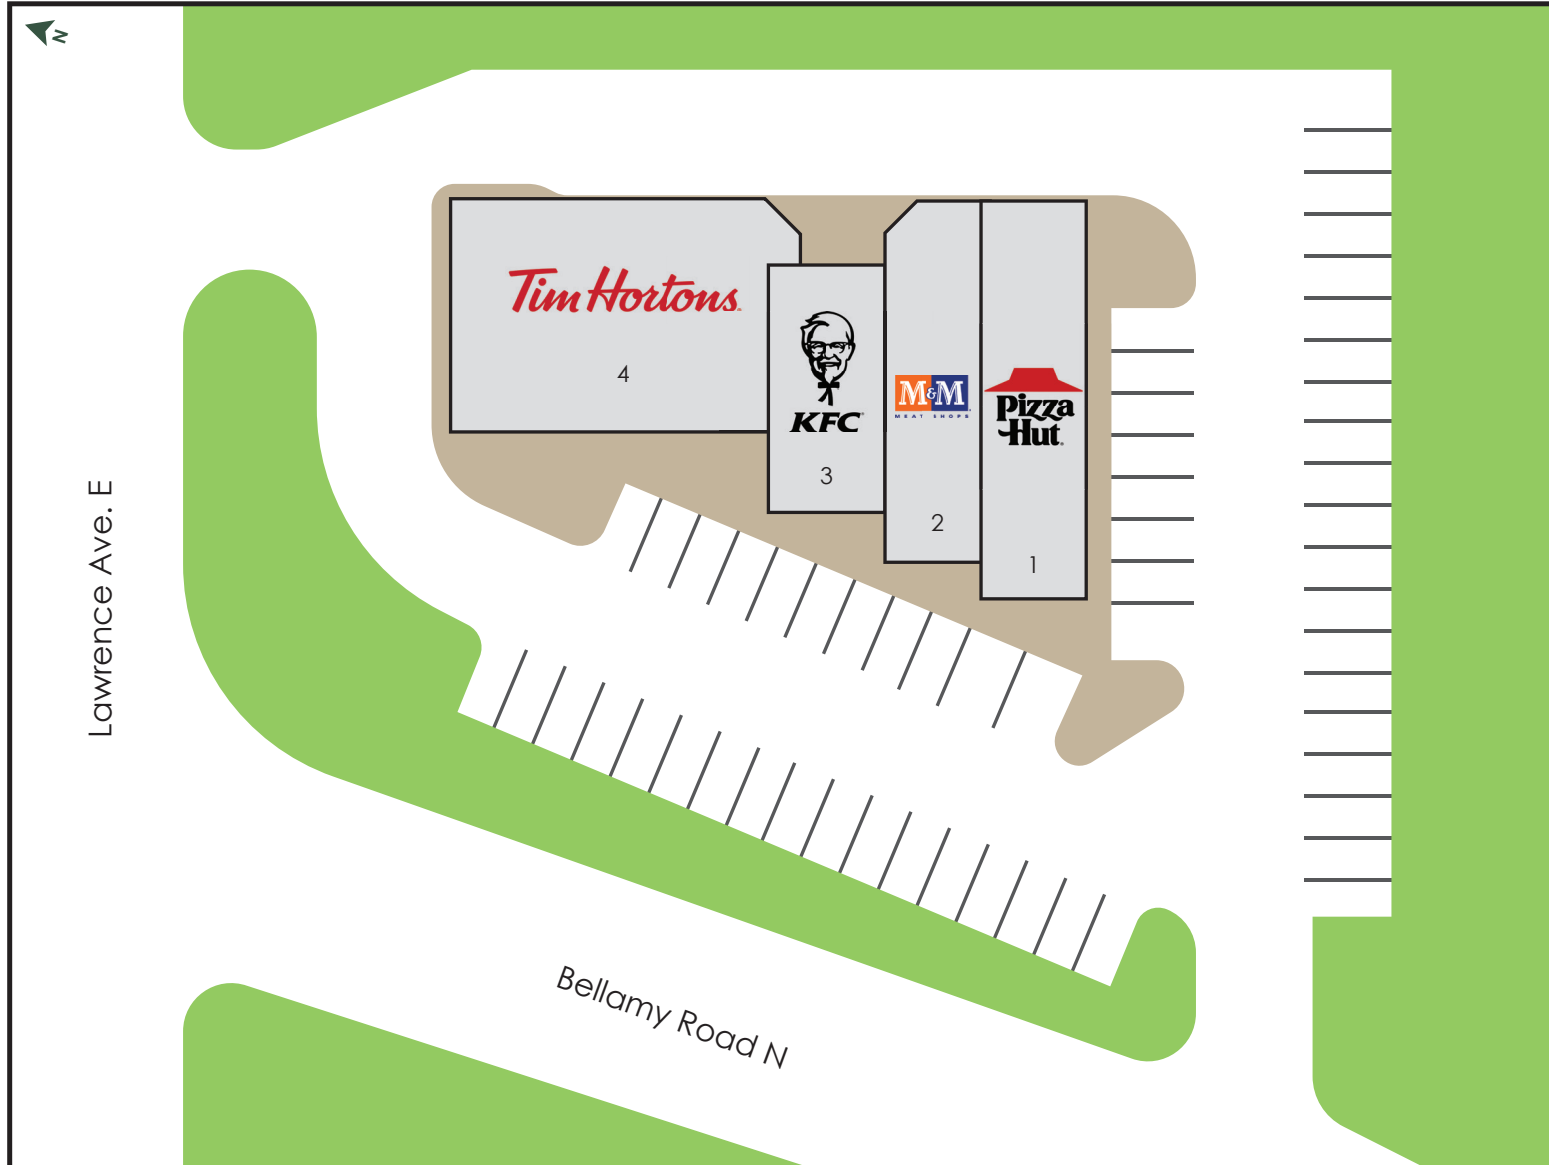 N
Tim Hortons
4
KFC
3
M&M
MEAT SHOPS
2
Pizza
Hut
1
Lawrence Ave. E
Bellamy Road N